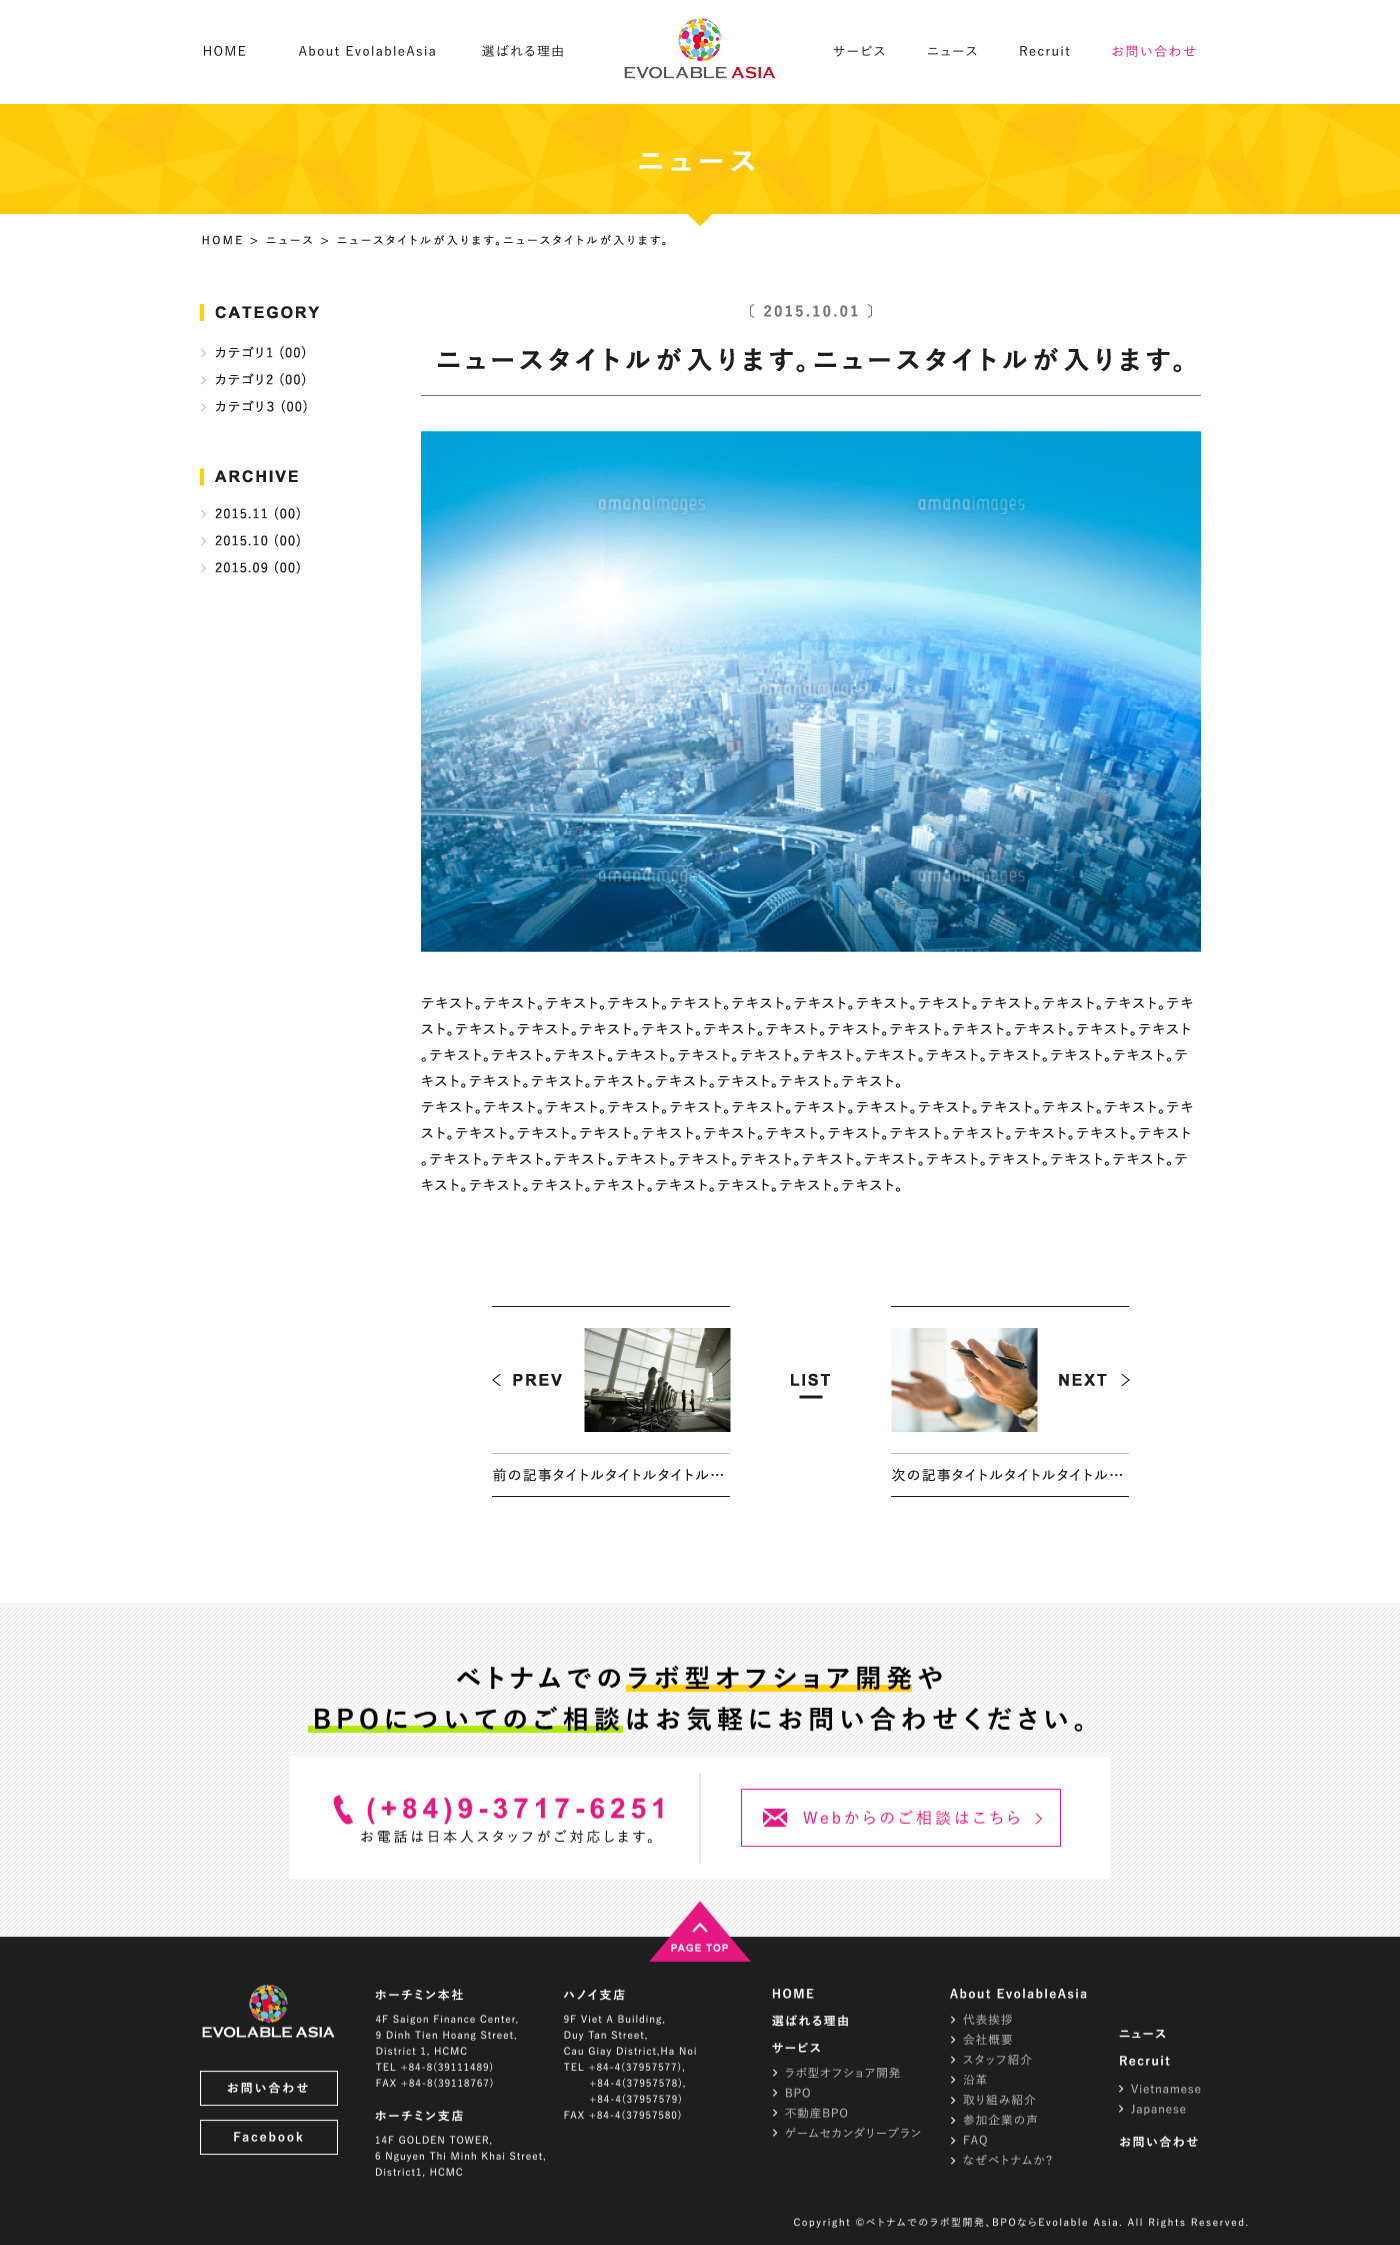 HOME
About EvolableAsia
選ばれる理由
EVOLABLE ASIA
サービス
ニュース
Recruit
お問い合わせ
ニュース
HOME > ニュース > ニュースタイトルが入ります。ニュースタイトルが入ります。
CATEGORY
カテゴリ1 (00)
カテゴリ2 (00)
カテゴリ3 (00)
ARCHIVE
2015.11 (00)
2015.10 (00)
2015.09 (00)
〔 2015.10.01 〕
ニュースタイトルが入ります。ニュースタイトルが入ります。
amanaimages
amanaimages
amanaimages
amanaimages
amanaimages
テキスト。テキスト。テキスト。テキスト。テキスト。テキスト。テキスト。テキスト。テキスト。テキスト。テキスト。テキスト。テキ
スト。テキスト。テキスト。テキスト。テキスト。テキスト。テキスト。テキスト。テキスト。テキスト。テキスト。テキスト。テキスト
。テキスト。テキスト。テキスト。テキスト。テキスト。テキスト。テキスト。テキスト。テキスト。テキスト。テキスト。テキスト。テ
キスト。テキスト。テキスト。テキスト。テキスト。テキスト。テキスト。テキスト。
テキスト。テキスト。テキスト。テキスト。テキスト。テキスト。テキスト。テキスト。テキスト。テキスト。テキスト。テキスト。テキ
スト。テキスト。テキスト。テキスト。テキスト。テキスト。テキスト。テキスト。テキスト。テキスト。テキスト。テキスト。テキスト
。テキスト。テキスト。テキスト。テキスト。テキスト。テキスト。テキスト。テキスト。テキスト。テキスト。テキスト。テキスト。テ
キスト。テキスト。テキスト。テキスト。テキスト。テキスト。テキスト。テキスト。
PREV
LIST
NEXT
前の記事タイトルタイトルタイトル…
次の記事タイトルタイトルタイトル…
ベトナムでのラボ型オフショア開発や
BPOについてのご相談はお気軽にお問い合わせください。
(+84)9-3717-6251
お電話は日本人スタッフがご対応します。
Webからのご相談はこちら
PAGE TOP
EVOLABLE ASIA
お問い合わせ
Facebook
ホーチミン本社
4F Saigon Finance Center,
9 Dinh Tien Hoang Street,
District 1, HCMC
TEL +84-8(39111489)
FAX +84-8(39118767)
ホーチミン支店
14F GOLDEN TOWER,
6 Nguyen Thi Minh Khai Street,
District1, HCMC
ハノイ支店
9F Viet A Building,
Duy Tan Street,
Cau Giay District,Ha Noi
TEL +84-4(37957577),
+84-4(37957578),
+84-4(37957579)
FAX +84-4(37957580)
HOME
選ばれる理由
サービス
ラボ型オフショア開発
BPO
不動産BPO
ゲームセカンダリープラン
About EvolableAsia
代表挨拶
会社概要
スタッフ紹介
沿革
取り組み紹介
参加企業の声
FAQ
なぜベトナムか?
ニュース
Recruit
Vietnamese
Japanese
お問い合わせ
Copyright ©ベトナムでのラボ型開発、BPOならEvolable Asia. All Rights Reserved.